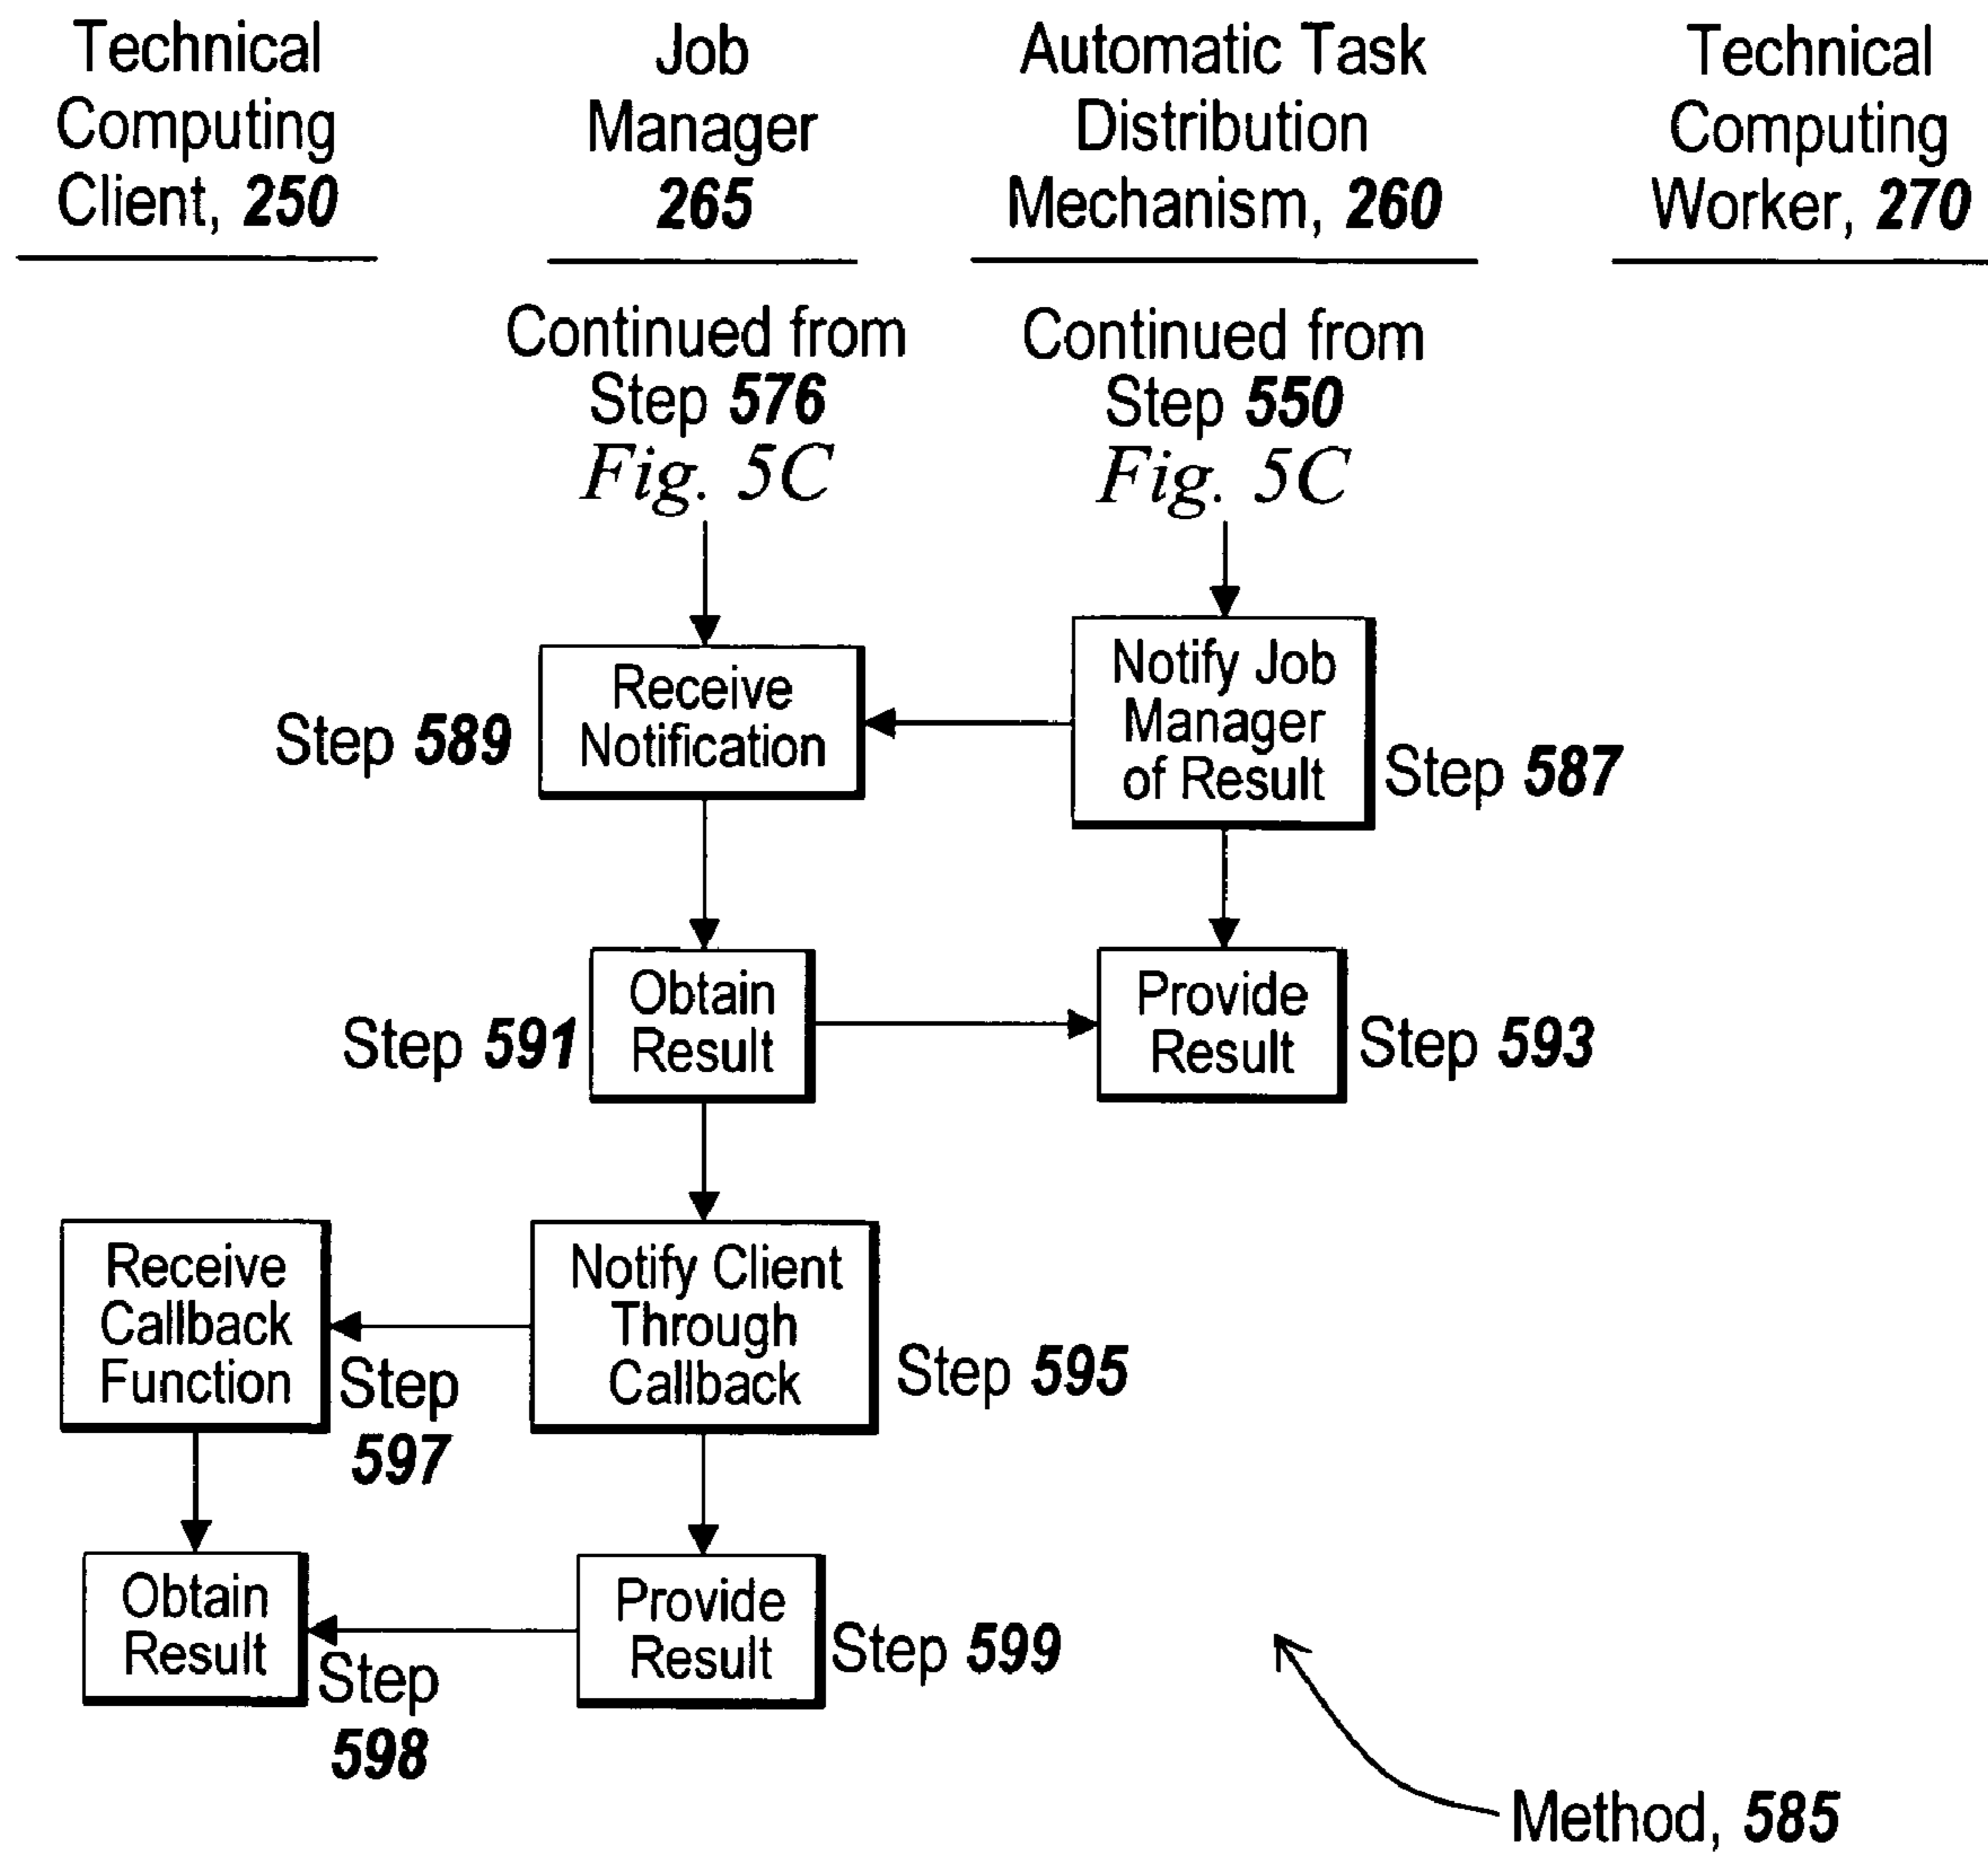 Technical
Computing
Client, 250
Job
Manager
265
Automatic Task
Distribution
Mechanism, 260
Technical
Computing
Worker, 270
Continued from
Step 576
Fig. 5C
Continued from
Step 550
Fig. 5C
Step 589
Receive
Notification
Notify Job
Manager
of Result
Step 587
Step 591
Obtain
Result
Provide
Result
Step 593
Receive
Callback
Function
Step
597
Notify Client
Through
Callback
Step 595
Obtain
Result
Step
598
Provide
Result
Step 599
Method, 585